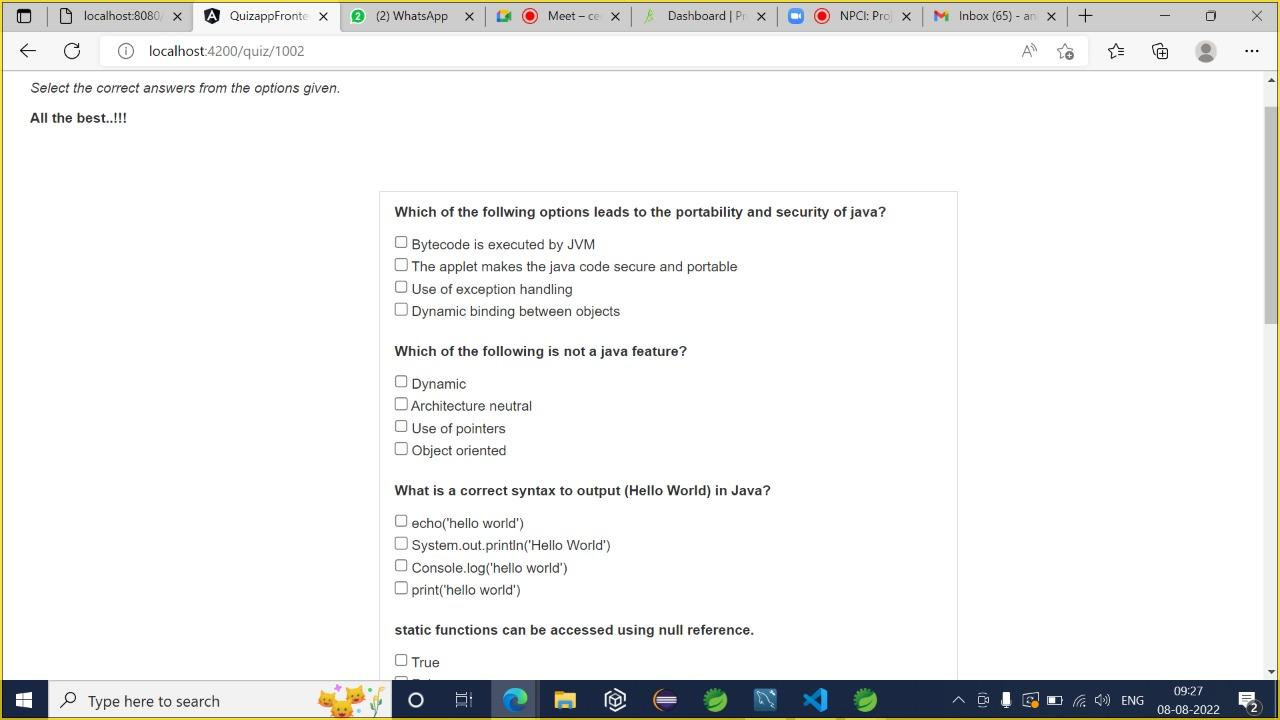 localhost:8080/
QuizappFronte
(2) WhatsApp
Meet – ce
Dashboard | Pr
NPCI: Proj
Inbox (65) - an
localhost:4200/quiz/1002
Select the correct answers from the options given.
All the best..!!!
Which of the follwing options leads to the portability and security of java?
Bytecode is executed by JVM
The applet makes the java code secure and portable
Use of exception handling
Dynamic binding between objects
Which of the following is not a java feature?
Dynamic
Architecture neutral
Use of pointers
Object oriented
What is a correct syntax to output (Hello World) in Java?
echo('hello world')
System.out.println('Hello World')
Console.log('hello world')
print('hello world')
static functions can be accessed using null reference.
True
Type here to search
ENG
09:27
08-08-2022
2